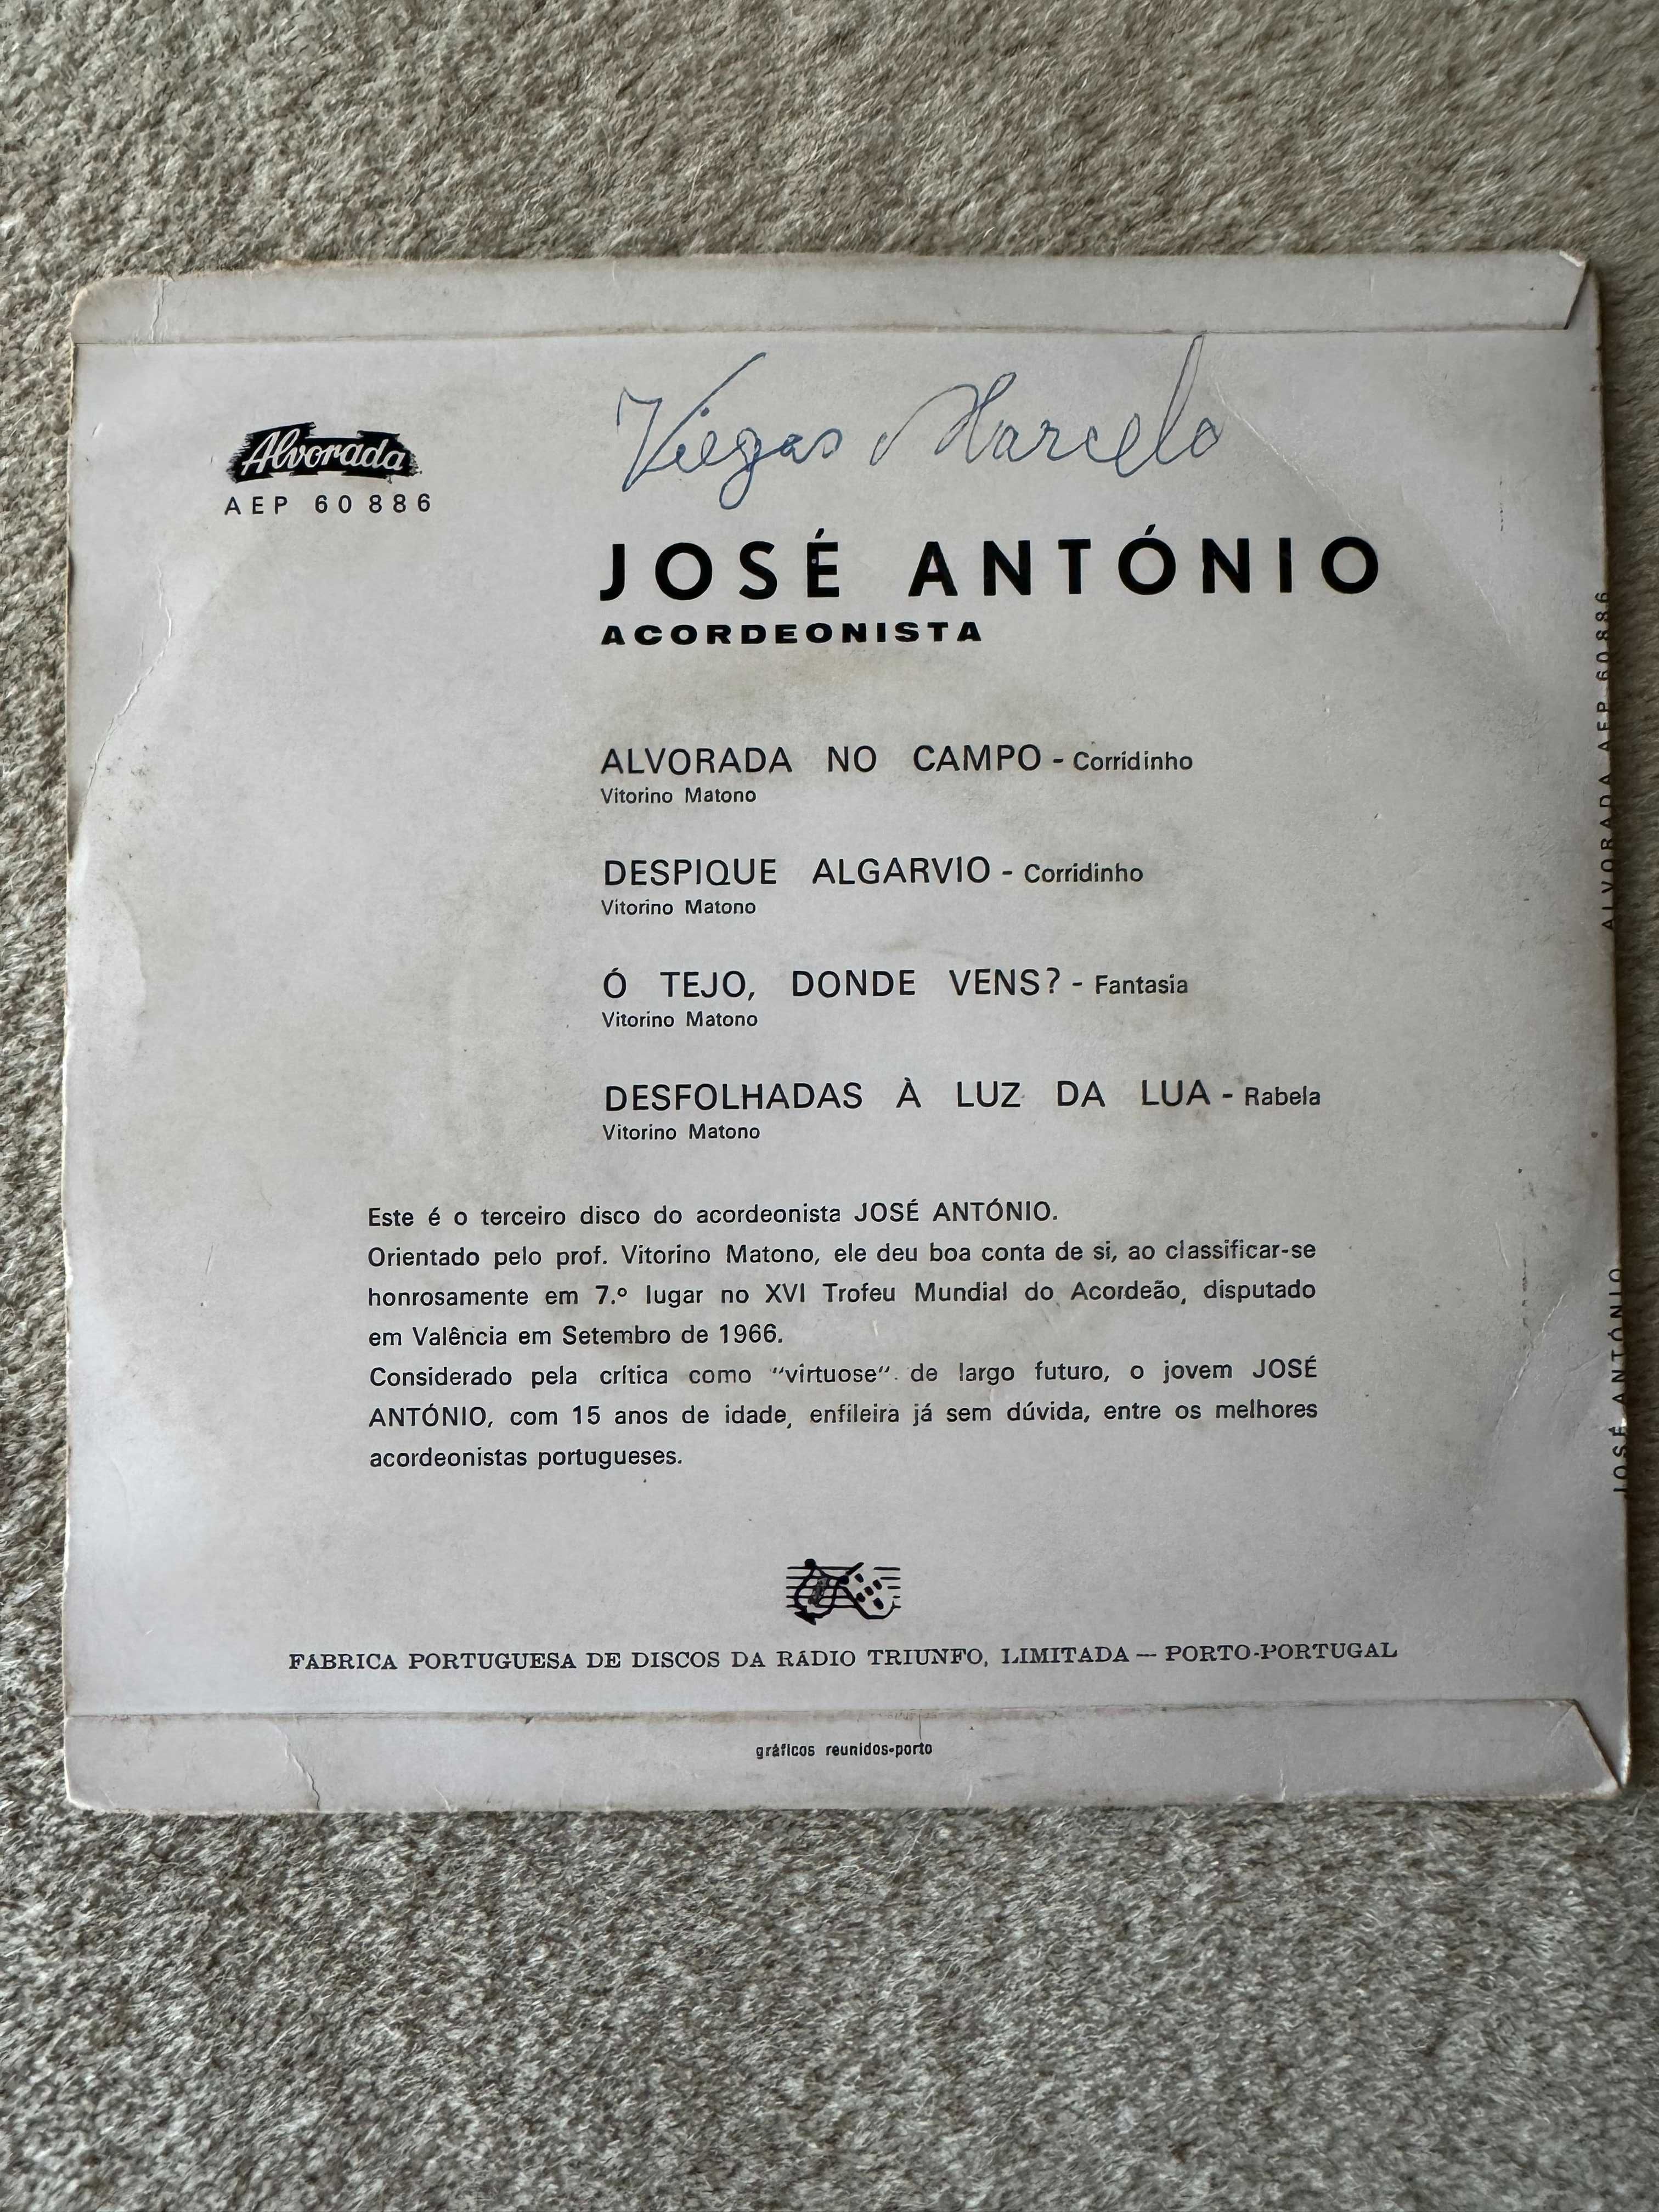 Viegas Marcelo
Alvorada
AEP 60886
JOSÉ ANTÓNIO
ACORDEONISTA
ALVORADA NO CAMPO - Corridinho
Vitorino Matono
DESPIQUE ALGARVIO - Corridinho
Vitorino Matono
Ó TEJO, DONDE VENS? - Fantasia
Vitorino Matono
DESFOLHADAS À LUZ DA LUA - Rabela
Vitorino Matono
Este é o terceiro disco do acordeonista JOSÉ ANTÓNIO.
Orientado pelo prof. Vitorino Matono, ele deu boa conta de si, ao classificar-se
honrosamente em 7.º lugar no XVI Trofeu Mundial do Acordeão, disputado
em Valência em Setembro de 1966.
Considerado pela crítica como "virtuose" de largo futuro, o jovem JOSÉ
ANTÓNIO, com 15 anos de idade, enfileira já sem dúvida, entre os melhores
acordeonistas portugueses.
FÁBRICA PORTUGUESA DE DISCOS DA RÁDIO TRIUNFO, LIMITADA — PORTO-PORTUGAL
gráficos reunidos-porto
JOSÉ ANTÓNIO
ALVORADA AEP 60886